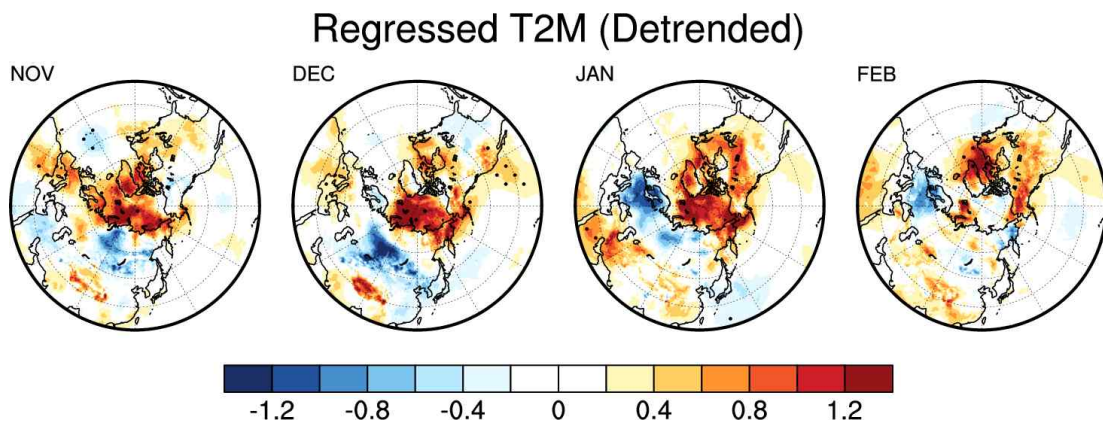 Regressed T2M (Detrended)
NOV DEC JAN FEB
-1.2 -0.8 -0.4 0 0.4 0.8 1.2